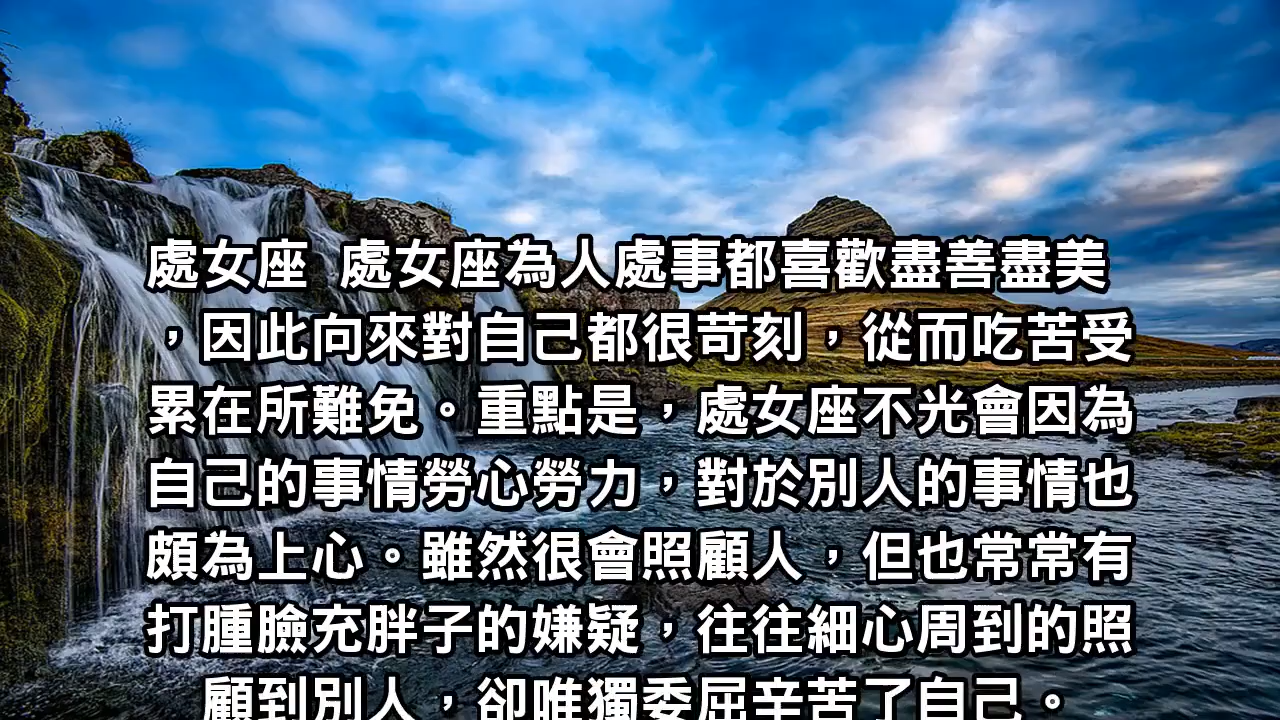 處女座 處女座為人處事都喜歡盡善盡美
，因此向來對自己都很苛刻，從而吃苦受
累在所難免。重點是，處女座不光會因為
自己的事情勞心勞力，對於別人的事情也
頗為上心。雖然很會照顧人，但也常常有
打腫臉充胖子的嫌疑，往往細心周到的照
顧到別人，卻唯獨委屈辛苦了自己。